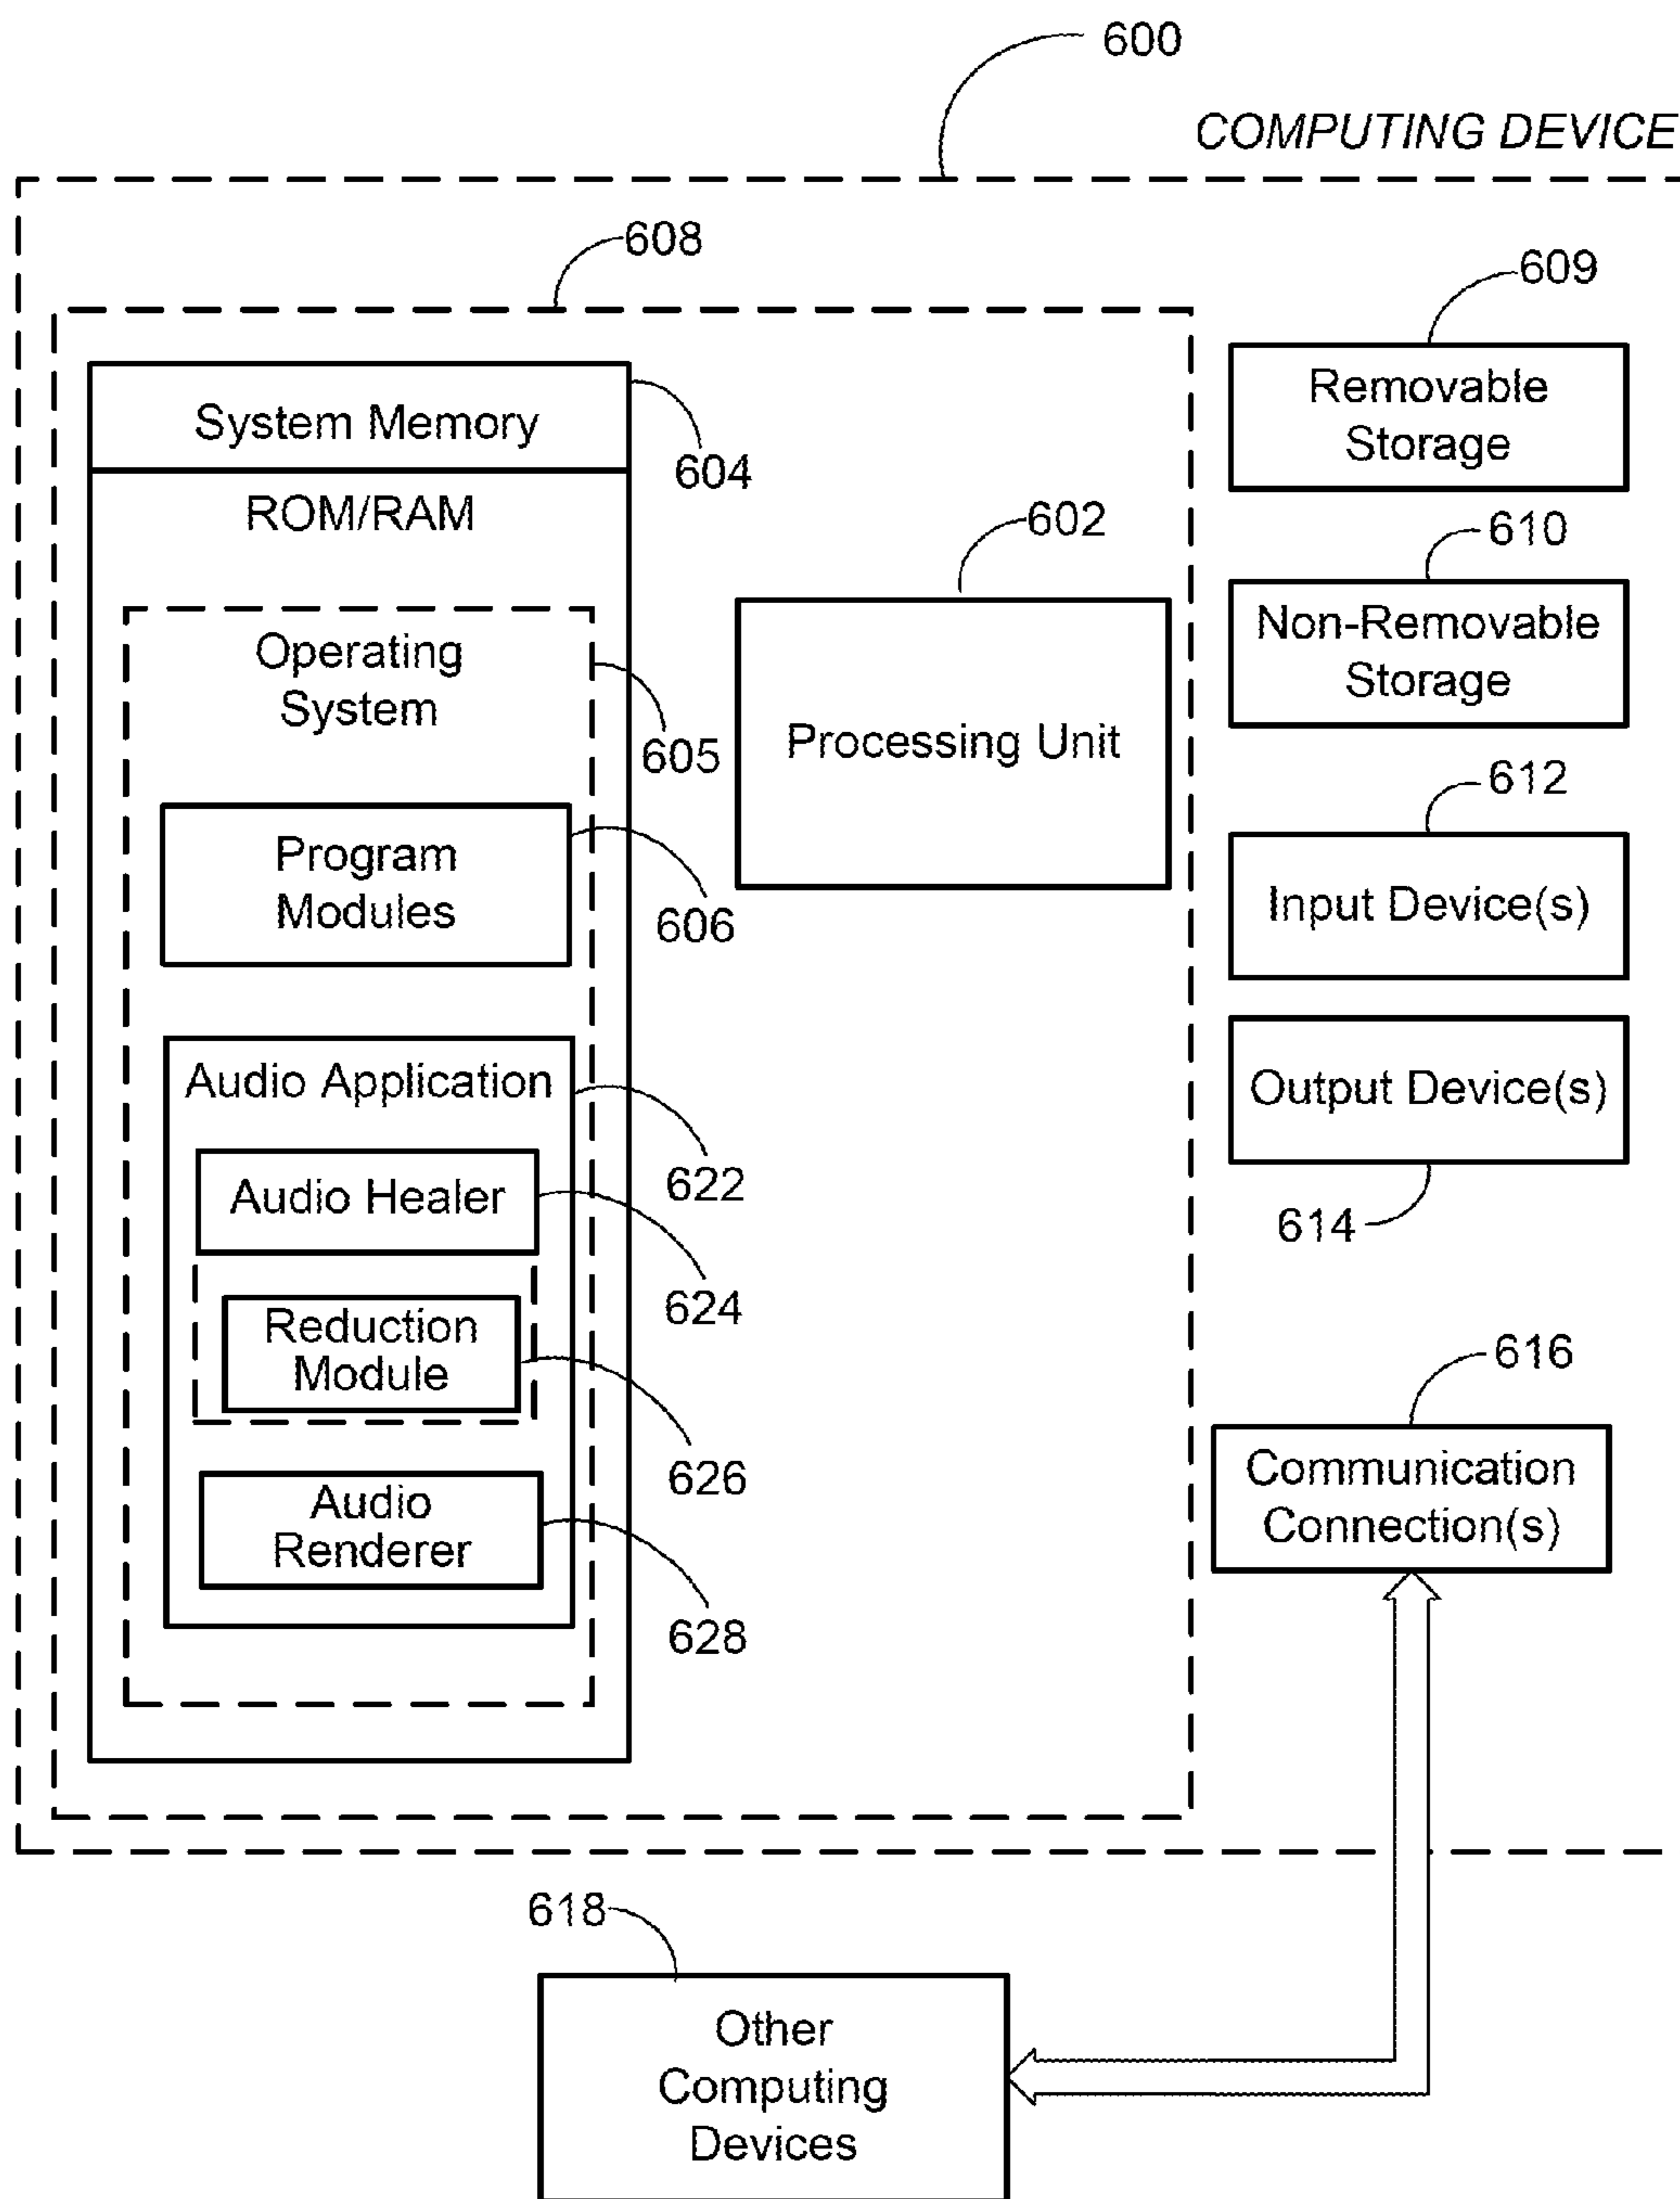 600
COMPUTING DEVICE
608
609
System Memory
604
ROM/RAM
Removable
Storage
602
610
Operating
System
605
Processing Unit
Non-Removable
Storage
612
Program
Modules
606
Input Device(s)
Audio Application
622
Output Device(s)
614
Audio Healer
624
Reduction
Module
626
616
Communication
Connection(s)
Audio
Renderer
628
618
Other
Computing
Devices